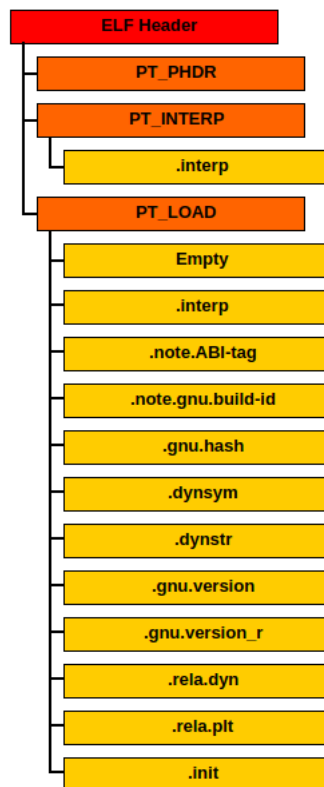 ELF Header
PT_PHDR
PT_INTERP
.interp
PT_LOAD
Empty
.interp
.note.ABI-tag
.note.gnu.build-id
.gnu.hash
.dynsym
.dynstr
.gnu.version
.gnu.version_r
.rela.dyn
.rela.plt
.init